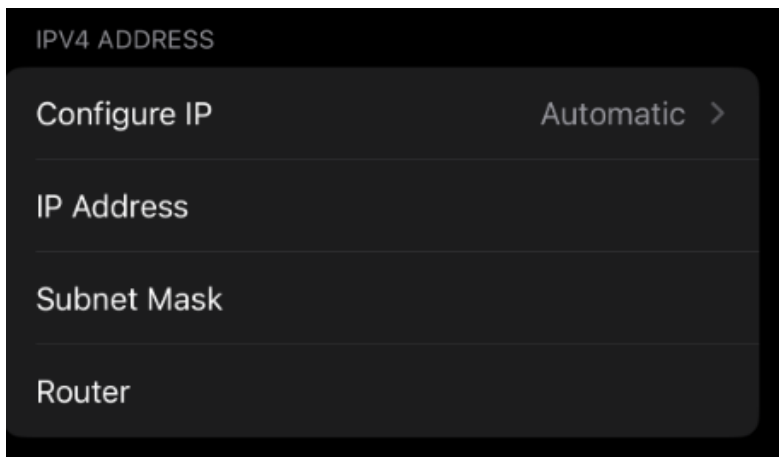 IPV4 ADDRESS
Configure IP Automatic >
IP Address
Subnet Mask
Router